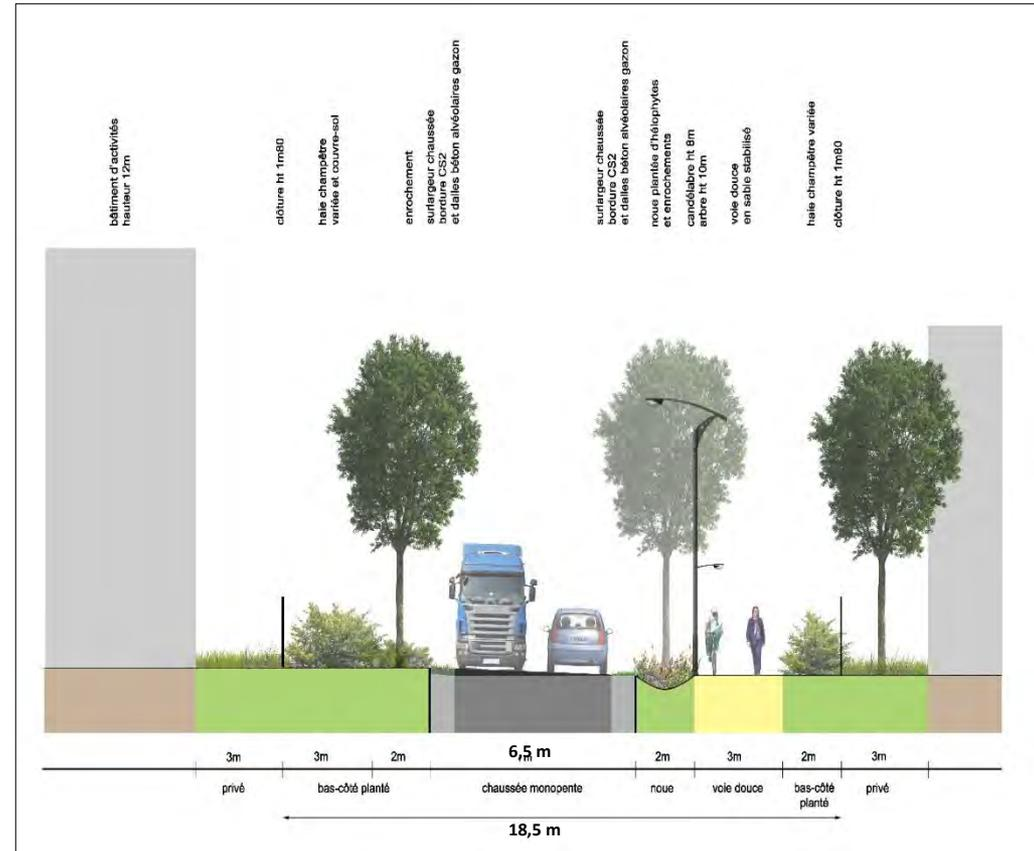 bâtiment d'activités
hauteur 12m
clôture ht 1m80
haie champêtre
variée et couvre-sol
enrochement
surlargeur chaussée
bordure CS2
et dalles béton alvéolaires gazon
surlargeur chaussée
bordure CS2
et dalles béton alvéolaires gazon
noue plantée d'hélophytes
et enrochements
candélabre ht 8m
arbre ht 10m
voie douce
en sable stabilisé
haie champêtre variée
clôture ht 1m80
3m 3m 2m 6,5 m 2m 3m 2m 3m
privé bas-côté planté chaussée monopente noue voie douce bas-côté privé
planté
18,5 m